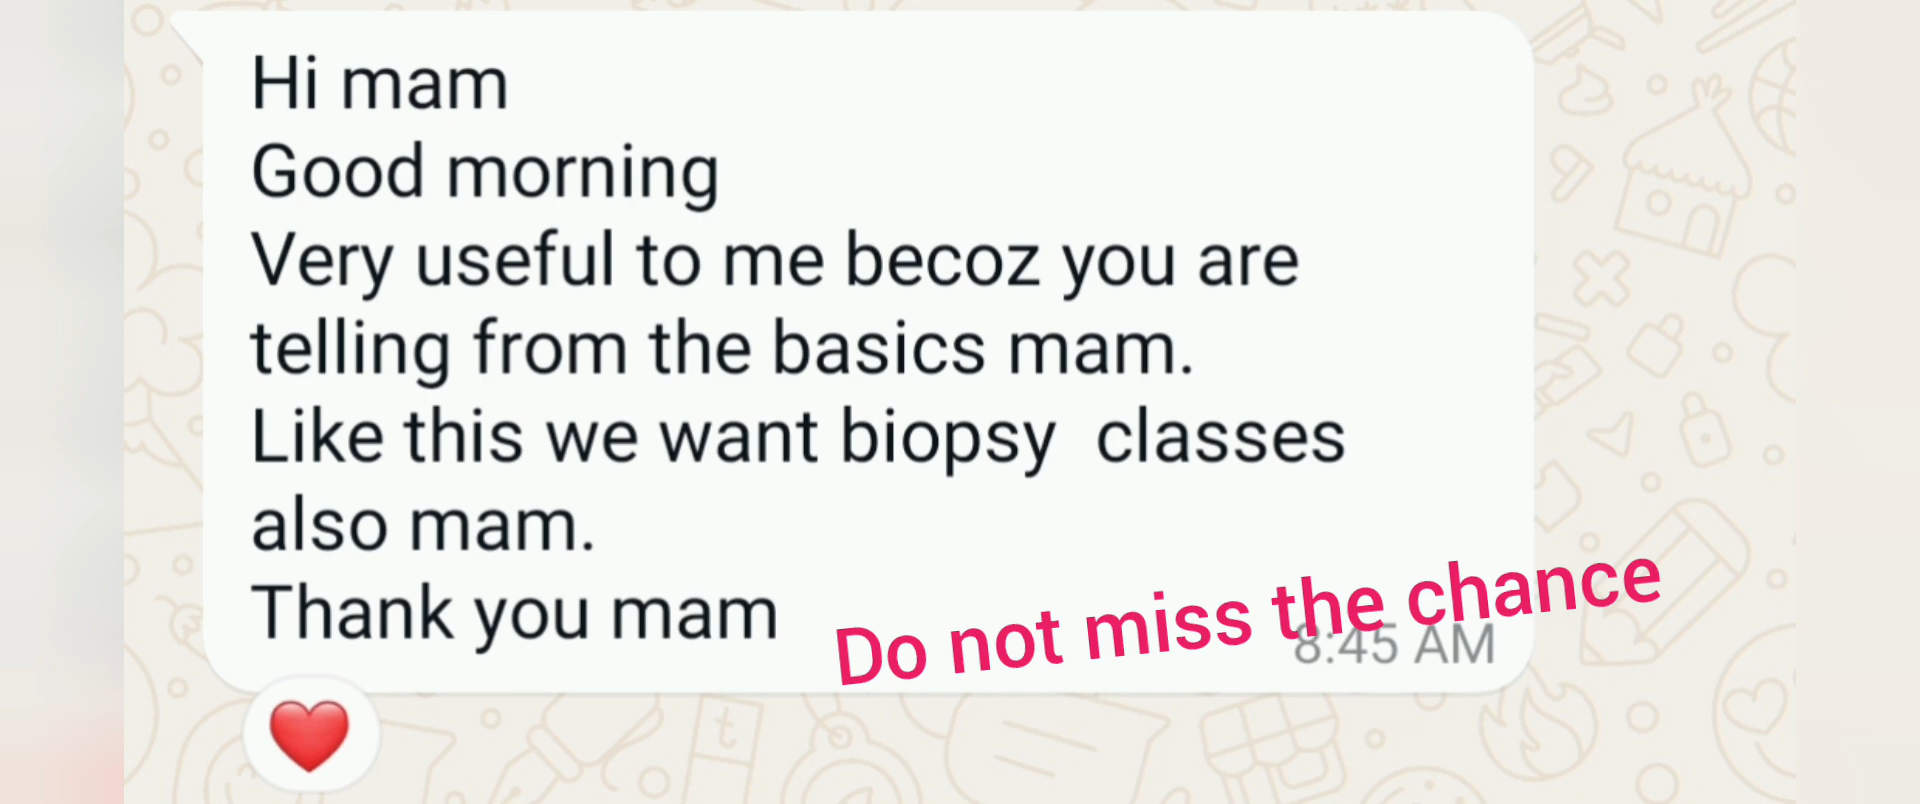 Hi mam
Good morning
Very useful to me becoz you are
telling from the basics mam.
Like this we want biopsy  classes
also mam.
Thank you mam
Do not miss the chance
8:45 AM